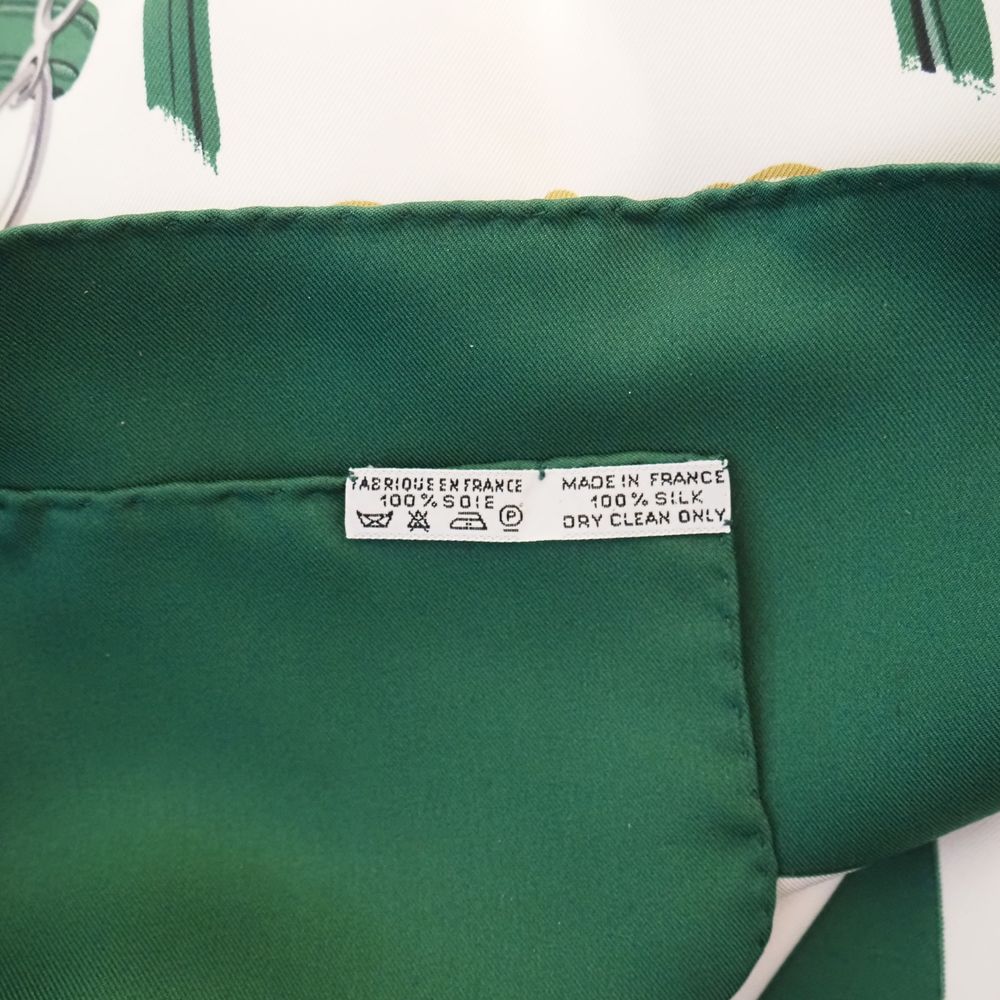 FABRIQUE EN FRANCE
100 % SOIE
P
MADE IN FRANCE
100 % SILK
DRY CLEAN ONLY